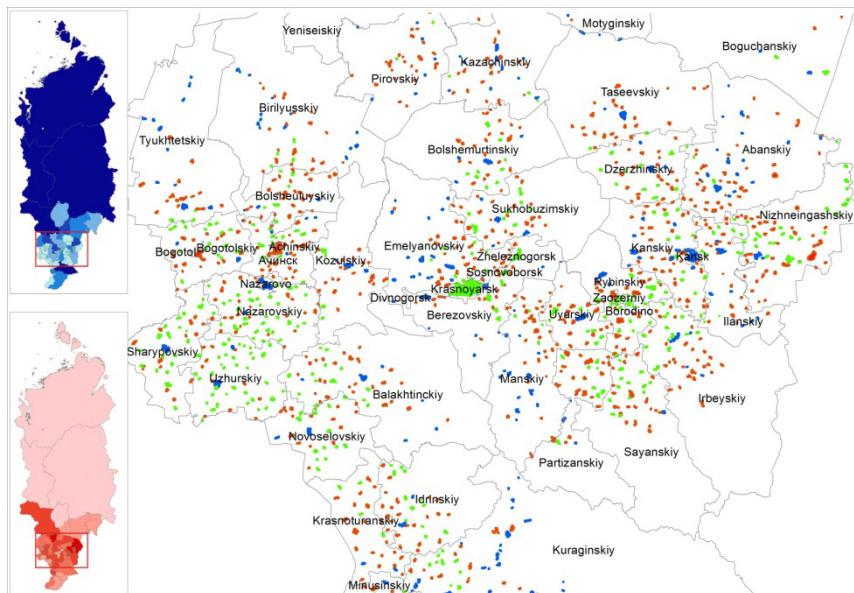 Yeniseiskiy
Motyginskiy
Boguchanskiy
Pirovskiy
Kazachinskiy
Taseevskiy
Birilyusskiy
Tyukhtetskiy
Bolshemurtinskiy
Abanskiy
Dzerzhinskiy
Bolsheuluyskiy
Sukhobuzimskiy
Nizhneingashskiy
Bogotol
Bogotolskiy
Achinskiy
Ачинск
Kozulskiy
Emelyanovskiy
Zheleznogorsk
Sosnovoborsk
Kanskiy
Kansk
Nazarovo
Divnogorsk
Krasnoyarsk
Rybinskiy
Zaozerniy
Nazarovskiy
Berezovskiy
Uyarskiy
Borodino
Ilanskiy
Sharypovskiy
Uzhurskiy
Balakhtinckiy
Manskiy
Irbeyskiy
Novoselovskiy
Partizanskiy
Sayanskiy
Idrinskiy
Krasnoturanskiy
Kuraginskiy
Minusinskiy